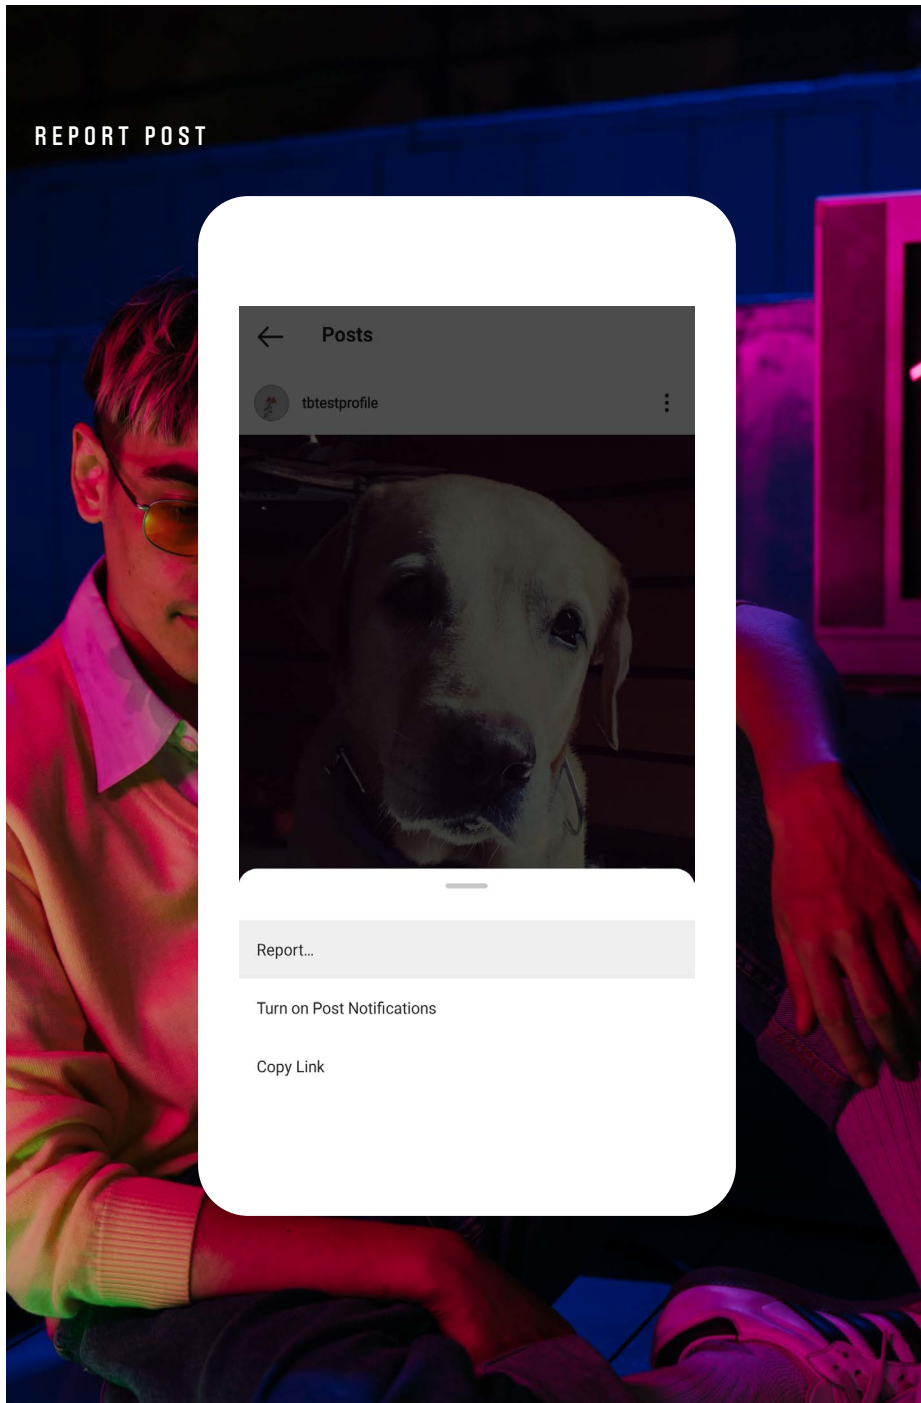 REPORT POST
Posts
tbtestprofile
Report...
Turn on Post Notifications
Copy Link